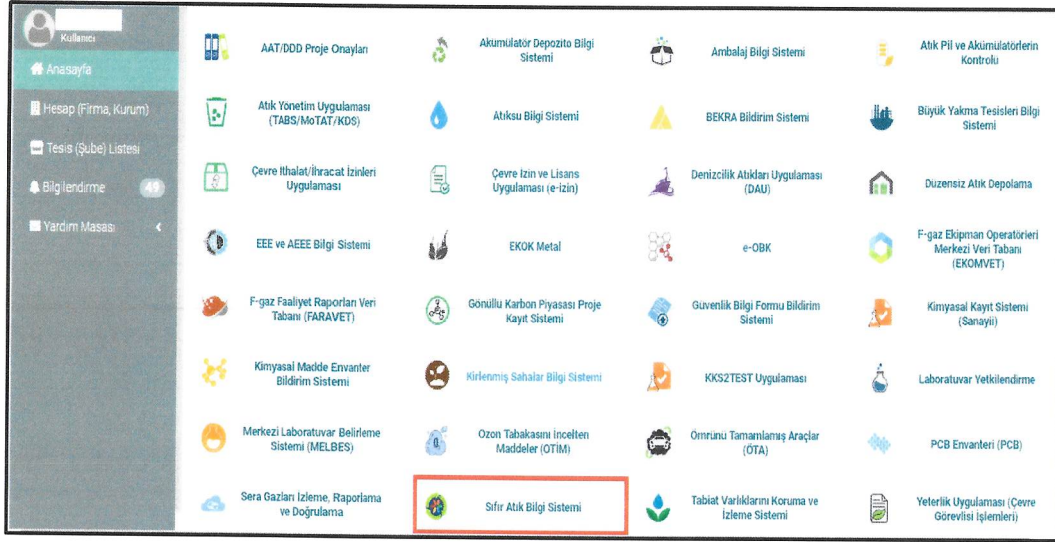 Kullanıcı
Anasayfa
Hesap (Firma, Kurum)
Tesis (Şube) Listesi
Bilgilendirme 49
Yardım Masası
AAT/DDD Proje Onayları
Akümülatör Depozito Bilgi
Sistemi
Ambalaj Bilgi Sistemi
Atık Pil ve Akümülatörlerin
Kontrolü
Atık Yönetim Uygulaması
(TABS/MoTAT/KDS)
Atıksu Bilgi Sistemi
BEKRA Bildirim Sistemi
Büyük Yakma Tesisleri Bilgi
Sistemi
Çevre İthalat/İhracat İzinleri
Uygulaması
Çevre İzin ve Lisans
Uygulaması (e-izin)
Denizcilik Atıkları Uygulaması
(DAU)
Düzensiz Atık Depolama
EEE ve AEEE Bilgi Sistemi
EKOK Metal
e-OBK
F-gaz Ekipman Operatörleri
Merkezi Veri Tabanı
(EKOMVET)
F-gaz Faaliyet Raporları Veri
Tabanı (FARAVET)
Gönüllü Karbon Piyasası Proje
Kayıt Sistemi
Güvenlik Bilgi Formu Bildirim
Sistemi
Kimyasal Kayıt Sistemi
(Sanayii)
Kimyasal Madde Envanter
Bildirim Sistemi
Kirlenmiş Sahalar Bilgi Sistemi
KKS2TEST Uygulaması
Laboratuvar Yetkilendirme
Merkezi Laboratuvar Belirleme
Sistemi (MELBES)
Ozon Tabakasını İncelten
Maddeler (OTİM)
Ömrünü Tamamlamış Araçlar
(ÖTA)
PCB Envanteri (PCB)
Sera Gazları İzleme, Raporlama
ve Doğrulama
Sıfır Atık Bilgi Sistemi
Tabiat Varlıklarını Koruma ve
İzleme Sistemi
Yeterlik Uygulaması (Çevre
Görevlisi İşlemleri)